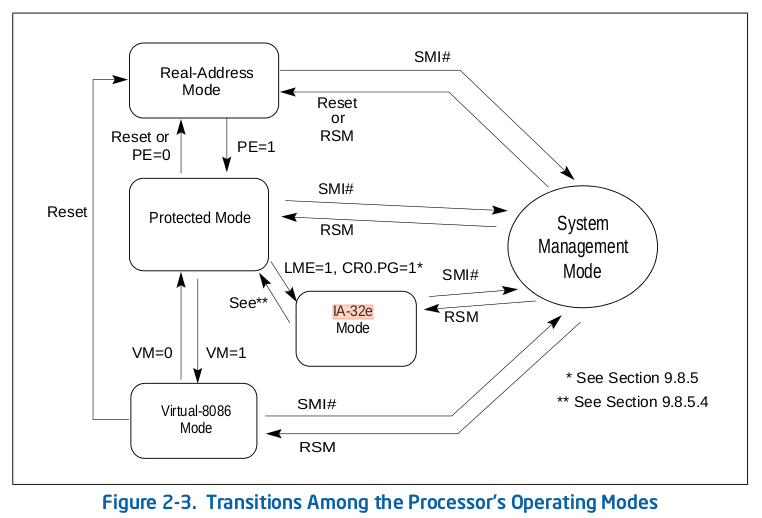 SMI#
Real-Address
Mode
Reset
or
RSM
Reset or
PE=0
PE=1
SMI#
Reset
Protected Mode
RSM
System
Management
Mode
LME=1, CR0.PG=1*
SMI#
See**
IA-32e
Mode
RSM
VM=0
VM=1
* See Section 9.8.5
** See Section 9.8.5.4
Virtual-8086
Mode
SMI#
RSM
Figure 2-3. Transitions Among the Processor's Operating Modes